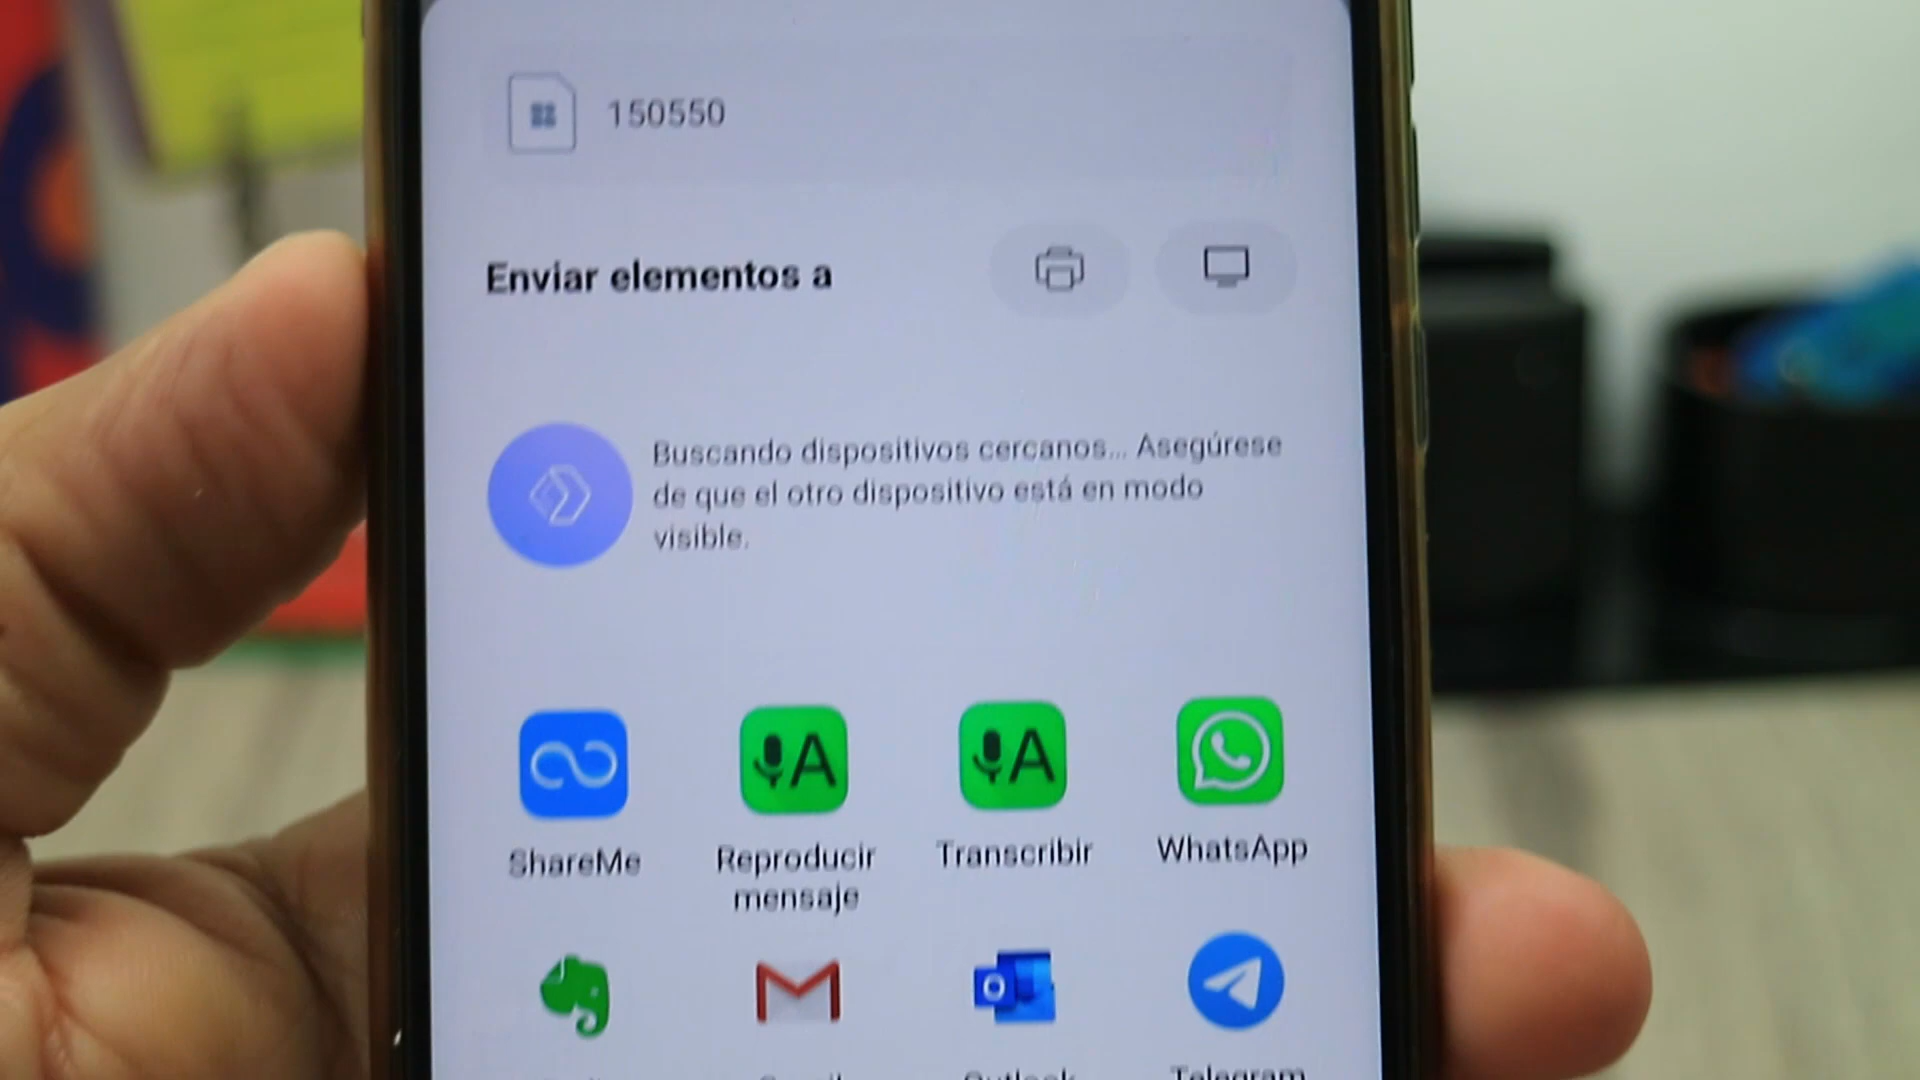 150550
Enviar elementos a
Buscando dispositivos cercanos... Asegúrese
de que el otro dispositivo está en modo
visible.
ShareMe
Reproducir
mensaje
Transcribir
WhatsApp
Outlook
Telegram